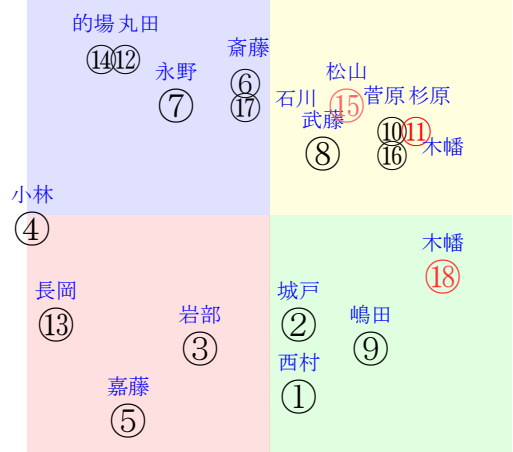 的場 丸田
斎藤
永野
松山
石川
菅原 杉原
武藤
木幡
⑭⑫
⑥
⑦
⑰
⑮
⑩⑪
⑧
⑯
小林
④
木幡
⑱
長岡
城戸
岩部
嶋田
⑬
②
③
⑨
西村
嘉藤
①
⑤